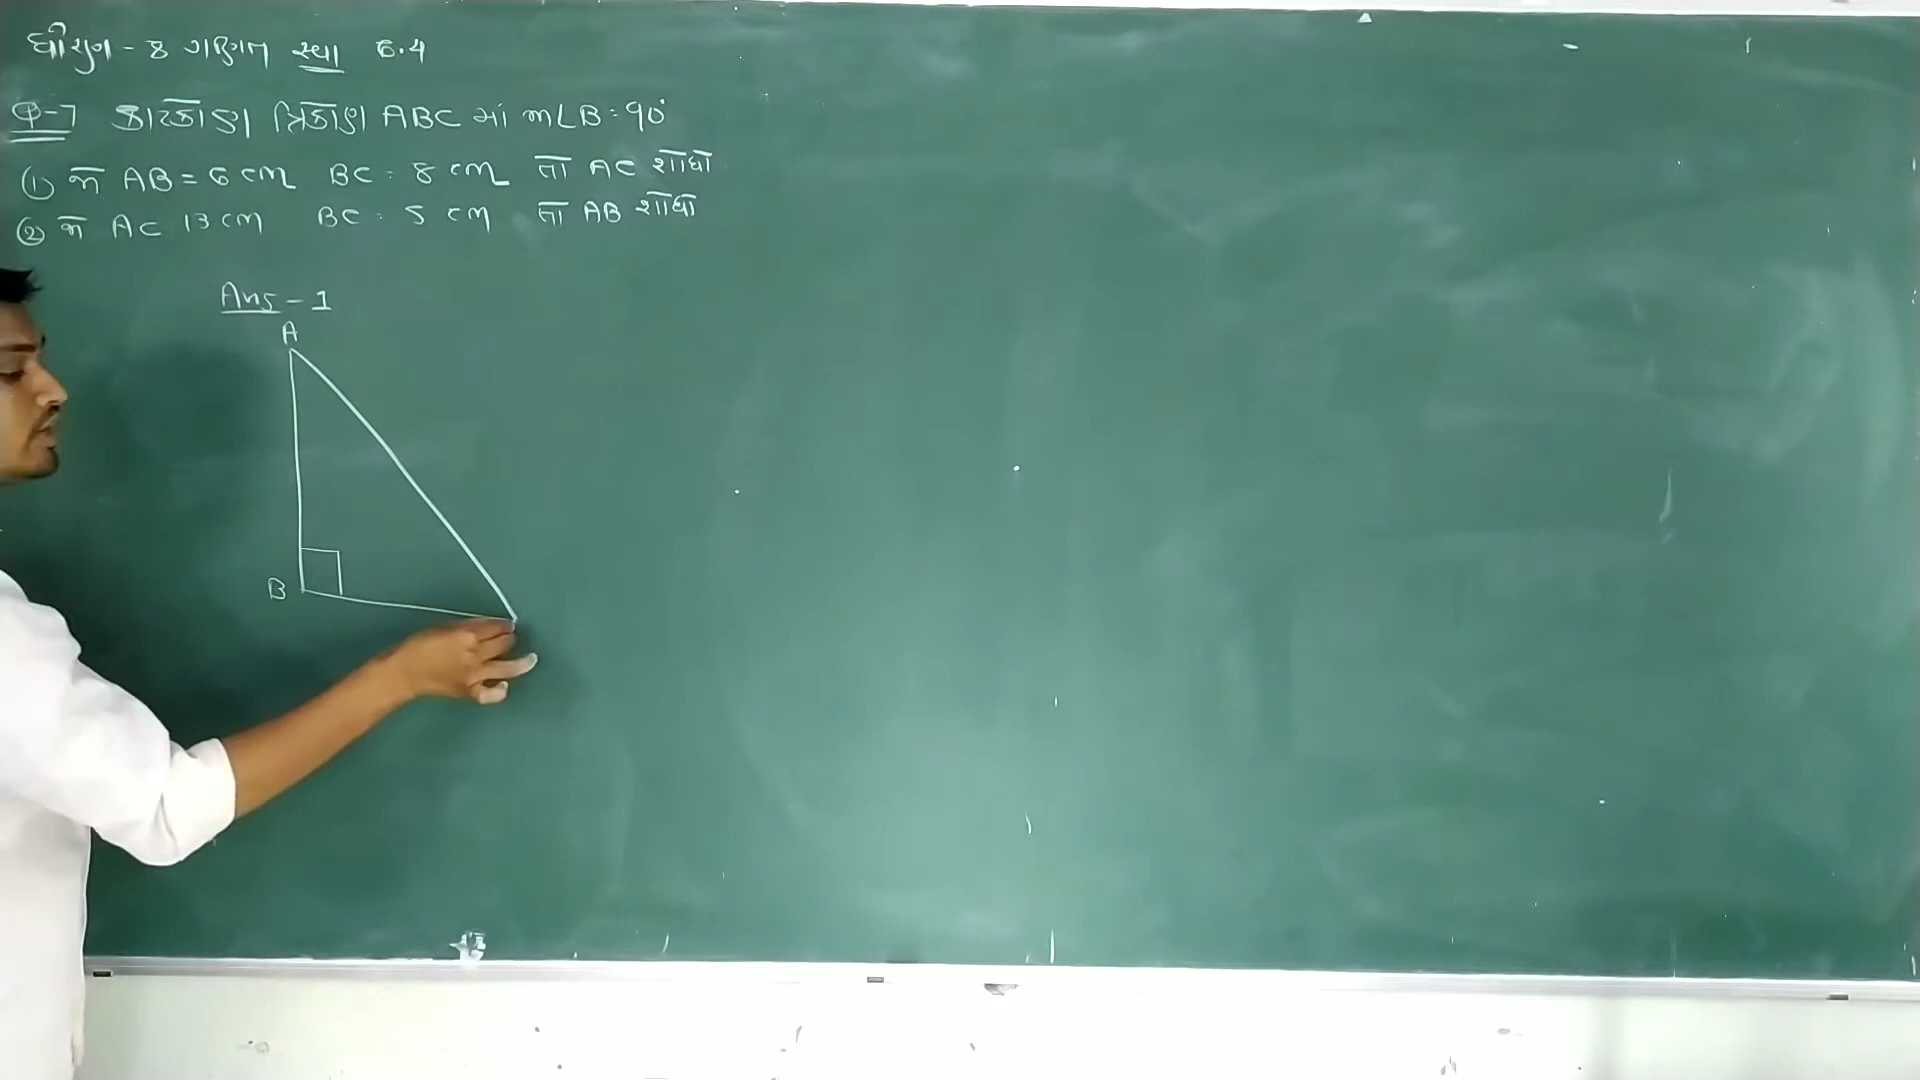 ધોરણ - 8 ગણિત સ્વા 6.4
Q-7 કાટકોણ ત્રિકોણ ABC માં m∠B = 90°
① જો AB = 6 cm BC = 8 cm તો AC શોધો
② જો AC 13 cm BC = 5 cm તો AB શોધો
Ans - 1
A
B